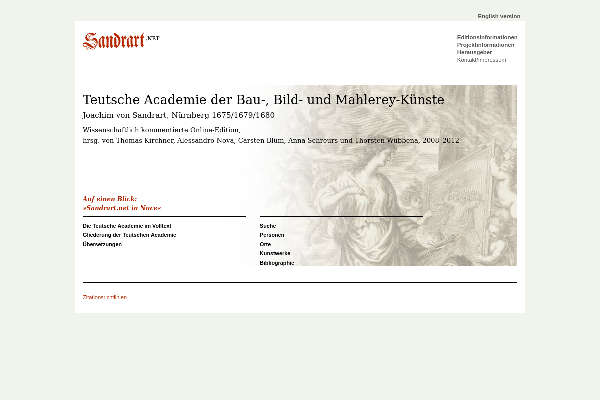 English version
Sandrart.NET
Editionsinformationen
Projektinformationen
Herausgeber
Kontakt/Impressum
Teutsche Academie der Bau-, Bild- und Mahlerey-Künste
Joachim von Sandrart, Nürnberg 1675/1679/1680
Wissenschaftlich kommentierte Online-Edition,
hrsg. von Thomas Kirchner, Alessandro Nova, Carsten Blüm, Anna Schreurs und Thorsten Wübbena, 2008–2012
Auf einen Blick:
»Sandrart.net in Nuce«
Die Teutsche Academie im Volltext
Gliederung der Teutschen Academie
Übersetzungen
Suche
Personen
Orte
Kunstwerke
Bibliographie
Zitationsrichtlinien